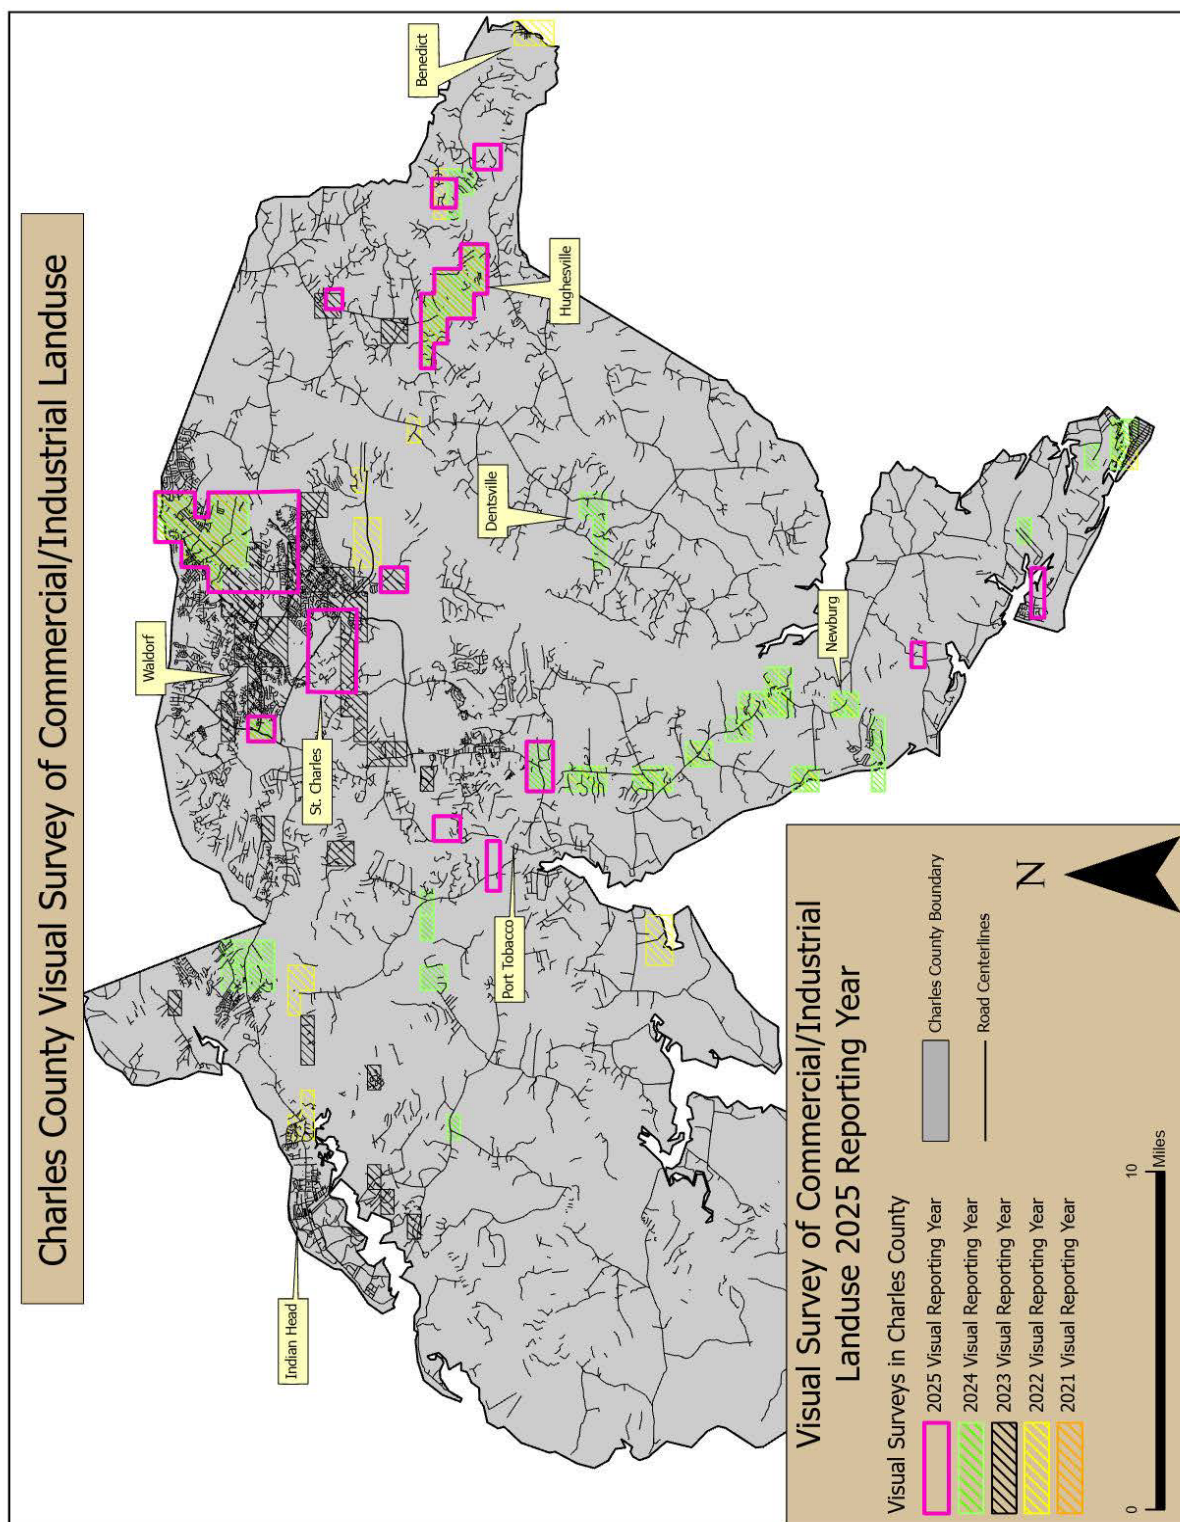 Charles County Visual Survey of Commercial/Industrial Landuse
Indian Head
Waldorf
St. Charles
Port Tobacco
Newburg
Dentsville
Hughesville
Benedict
Visual Survey of Commercial/Industrial
Landuse 2025 Reporting Year
Visual Surveys in Charles County
2025 Visual Reporting Year
2024 Visual Reporting Year
2023 Visual Reporting Year
2022 Visual Reporting Year
2021 Visual Reporting Year
Charles County Boundary
Road Centerlines
N
0
10
Miles